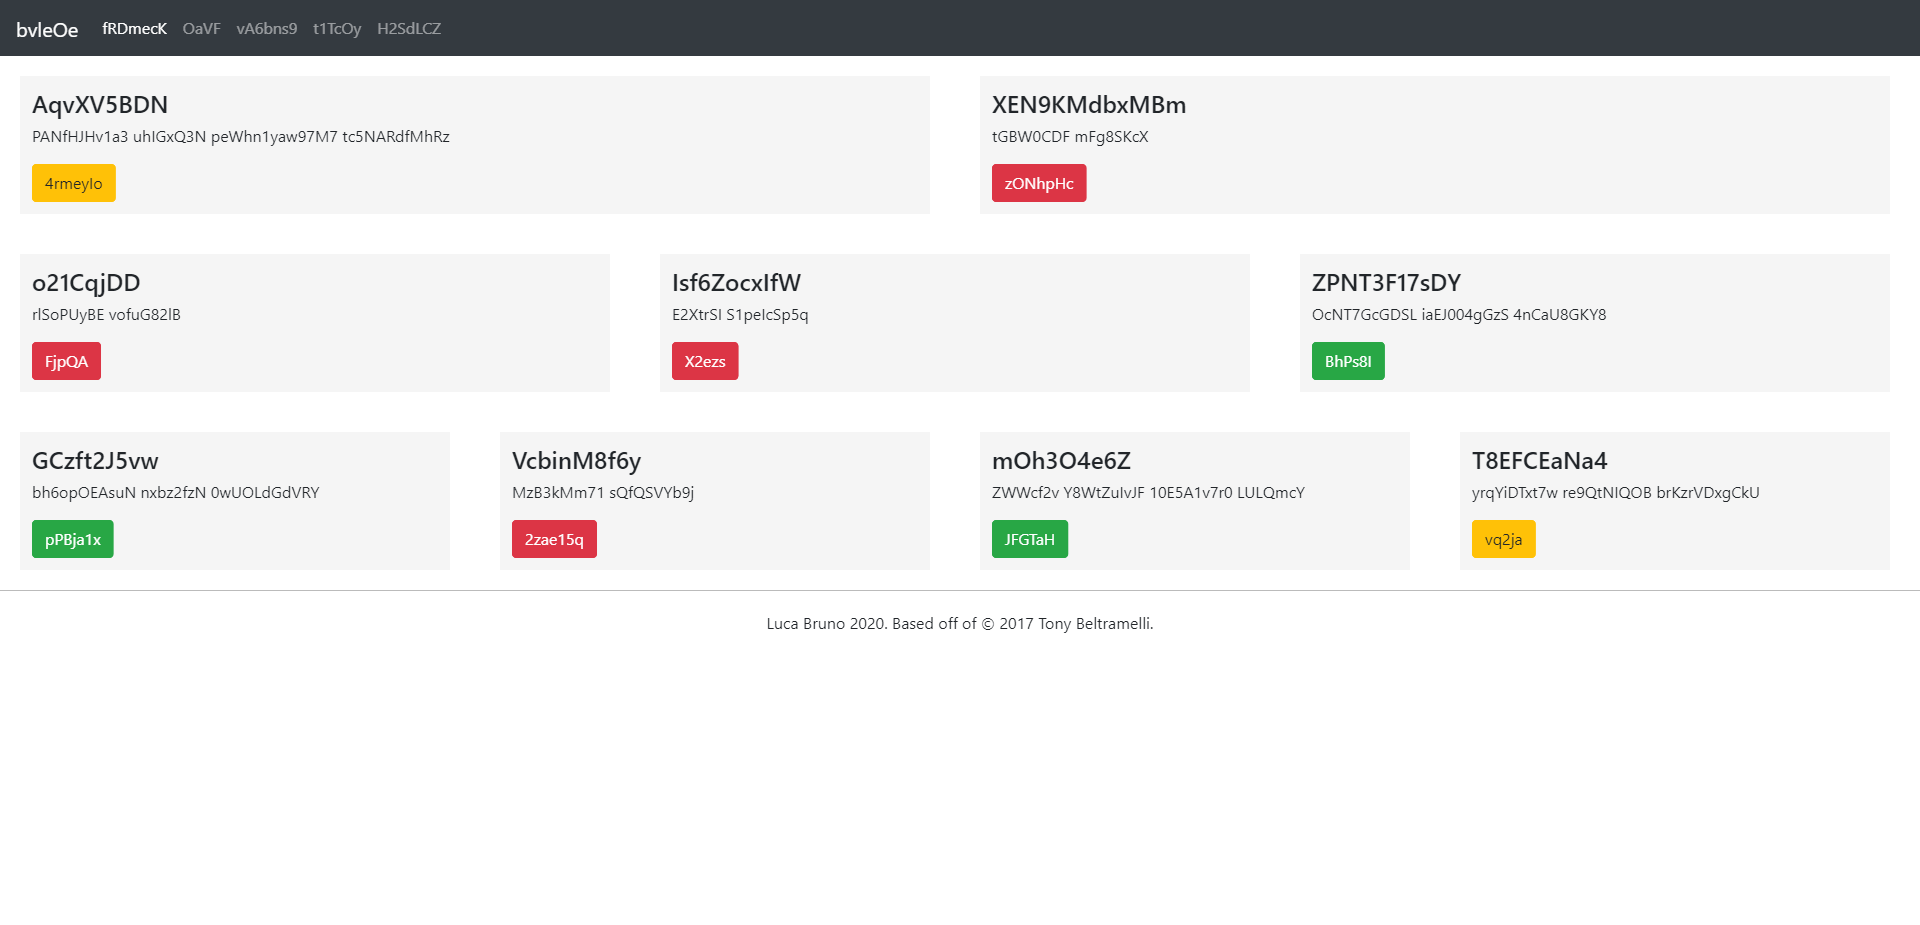 bvleOe fRDmecK OaVF vA6bns9 t1TcOy H2SdLCZ
AqvXV5BDN
PANfHJHv1a3 uhIGxQ3N peWhn1yaw97M7 tc5NARdfMhRz
4rmeylo
XEN9KMdbxMBm
tGBW0CDF mFg8SKcX
zONhpHc
o21CqjDD
rlSoPUyBE vofuG82lB
FjpQA
Isf6ZocxIfW
E2XtrSI S1peIcSp5q
X2ezs
ZPNT3F17sDY
OcNT7GcGDSL iaEJ004gGzS 4nCaU8GKY8
BhPs8I
GCzft2J5vw
bh6opOEAsuN nxbz2fzN 0wUOLdGdVRY
pPBja1x
VcbinM8f6y
MzB3kMm71 sQfQSVYb9j
2zae15q
mOh3O4e6Z
ZWWcf2v Y8WtZuIvJF 10E5A1v7r0 LULQmcY
JFGTaH
T8EFCEaNa4
yrqYiDTxt7w re9QtNIQOB brKzrVDxgCkU
vq2ja
Luca Bruno 2020. Based off of © 2017 Tony Beltramelli.